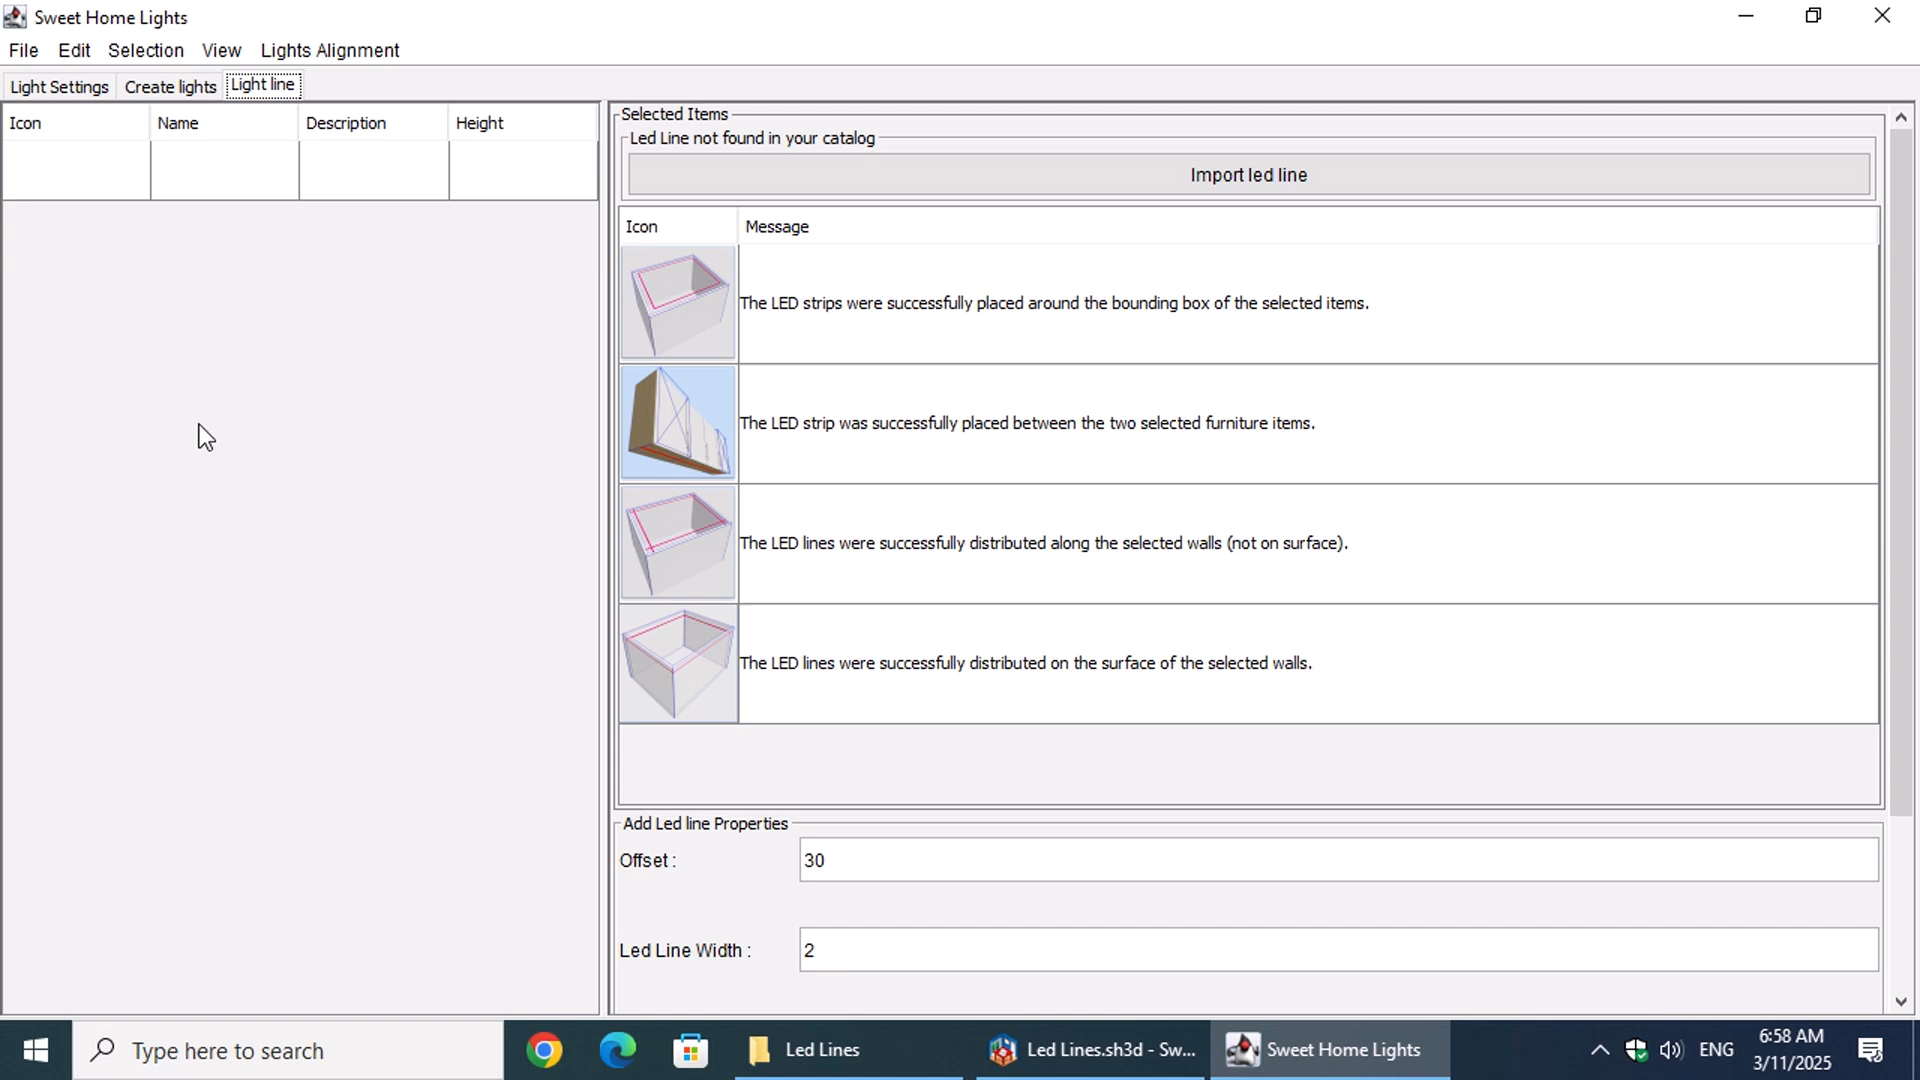 Sweet Home Lights
File Edit Selection View Lights Alignment
Light Settings Create lights Light line
Icon Name Description Height
Selected Items
Led Line not found in your catalog
Import led line
Icon Message
The LED strips were successfully placed around the bounding box of the selected items.
The LED strip was successfully placed between the two selected furniture items.
The LED lines were successfully distributed along the selected walls (not on surface).
The LED lines were successfully distributed on the surface of the selected walls.
Add Led line Properties
Offset : 30
Led Line Width : 2
Type here to search
Led Lines
Led Lines.sh3d - Sw...
Sweet Home Lights
ENG
6:58 AM
3/11/2025